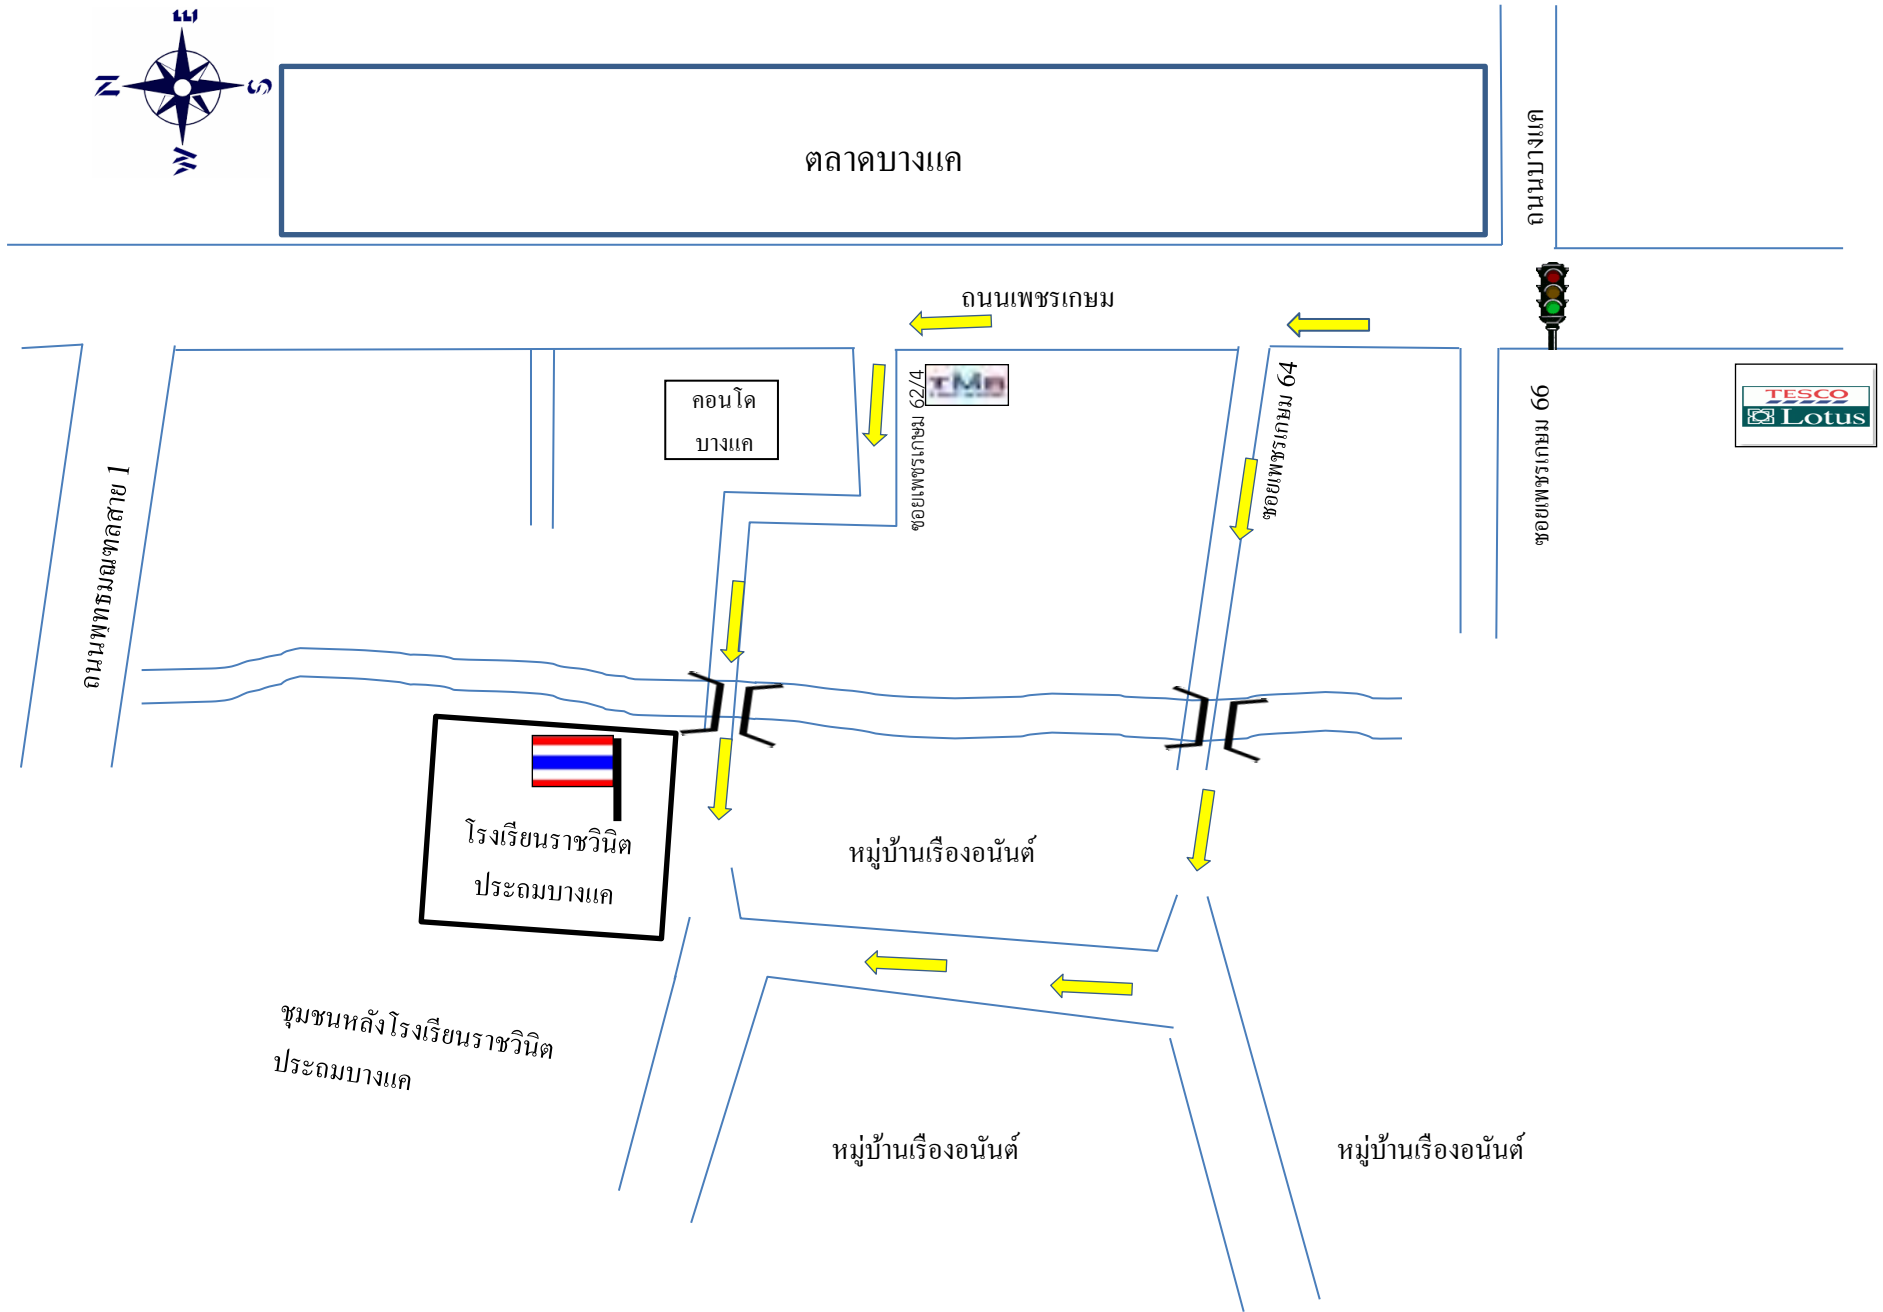 E
N
S
W
ตลาดบางแค
ถนนบางแค
ถนนเพชรเกษม
TMB
คอนโด
บางแค
ซอยเพชรเกษม 62/4
ซอยเพชรเกษม 64
ซอยเพชรเกษม 66
TESCO
Lotus
ถนนพุทธมณฑลสาย 1
โรงเรียนราชวินิต
ประถมบางแค
หมู่บ้านเรืองอนันต์
ชุมชนหลังโรงเรียนราชวินิต
ประถมบางแค
หมู่บ้านเรืองอนันต์
หมู่บ้านเรืองอนันต์